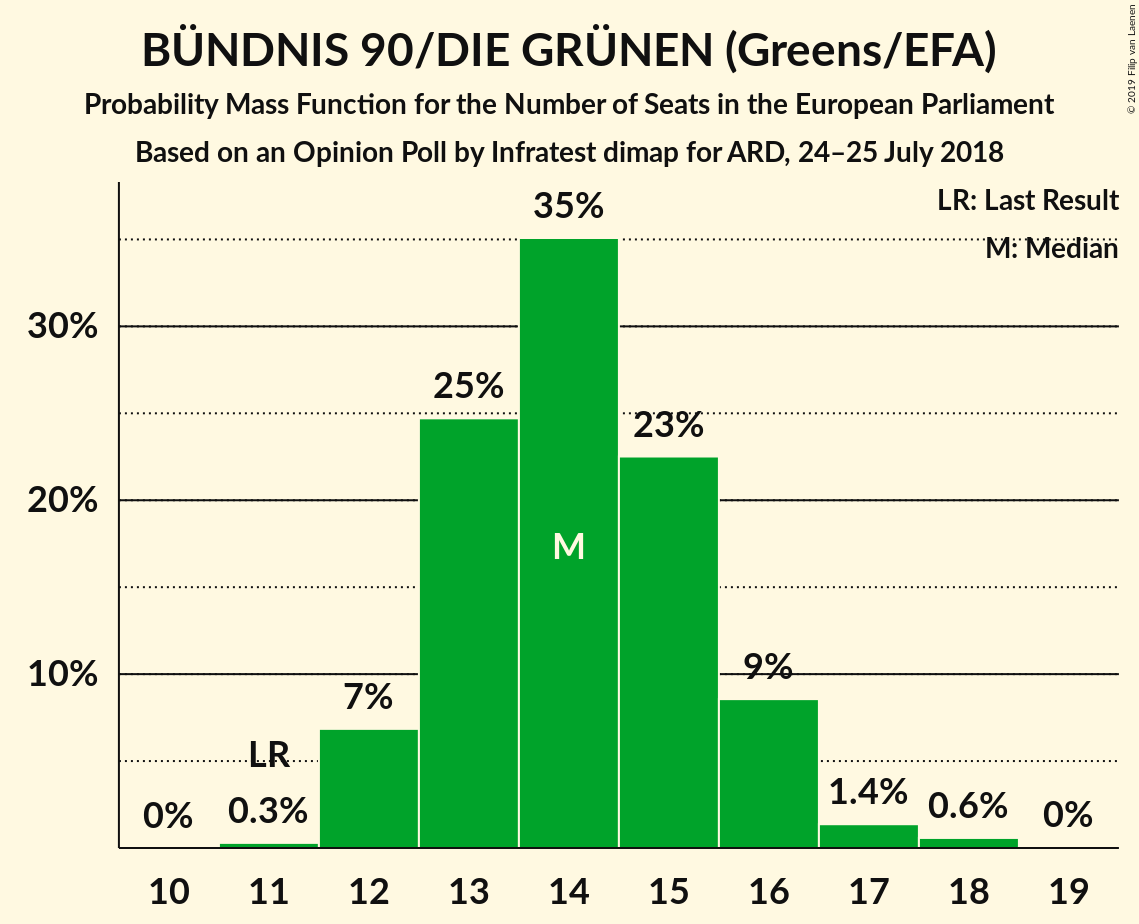 BÜNDNIS 90/DIE GRÜNEN (Greens/EFA)
Probability Mass Function for the Number of Seats in the European Parliament
Based on an Opinion Poll by Infratest dimap for ARD, 24–25 July 2018
© 2019 Filip van Laenen
LR: Last Result
M: Median
35%
30%
25%
23%
20%
M
10%
9%
7%
LR
0%
0.3%
1.4%
0.6%
0%
10 11 12 13 14 15 16 17 18 19